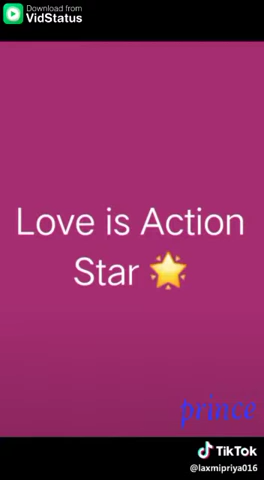 Download from
VidStatus
Love is Action
Star 🌟
prince
TikTok
@laxmipriya016